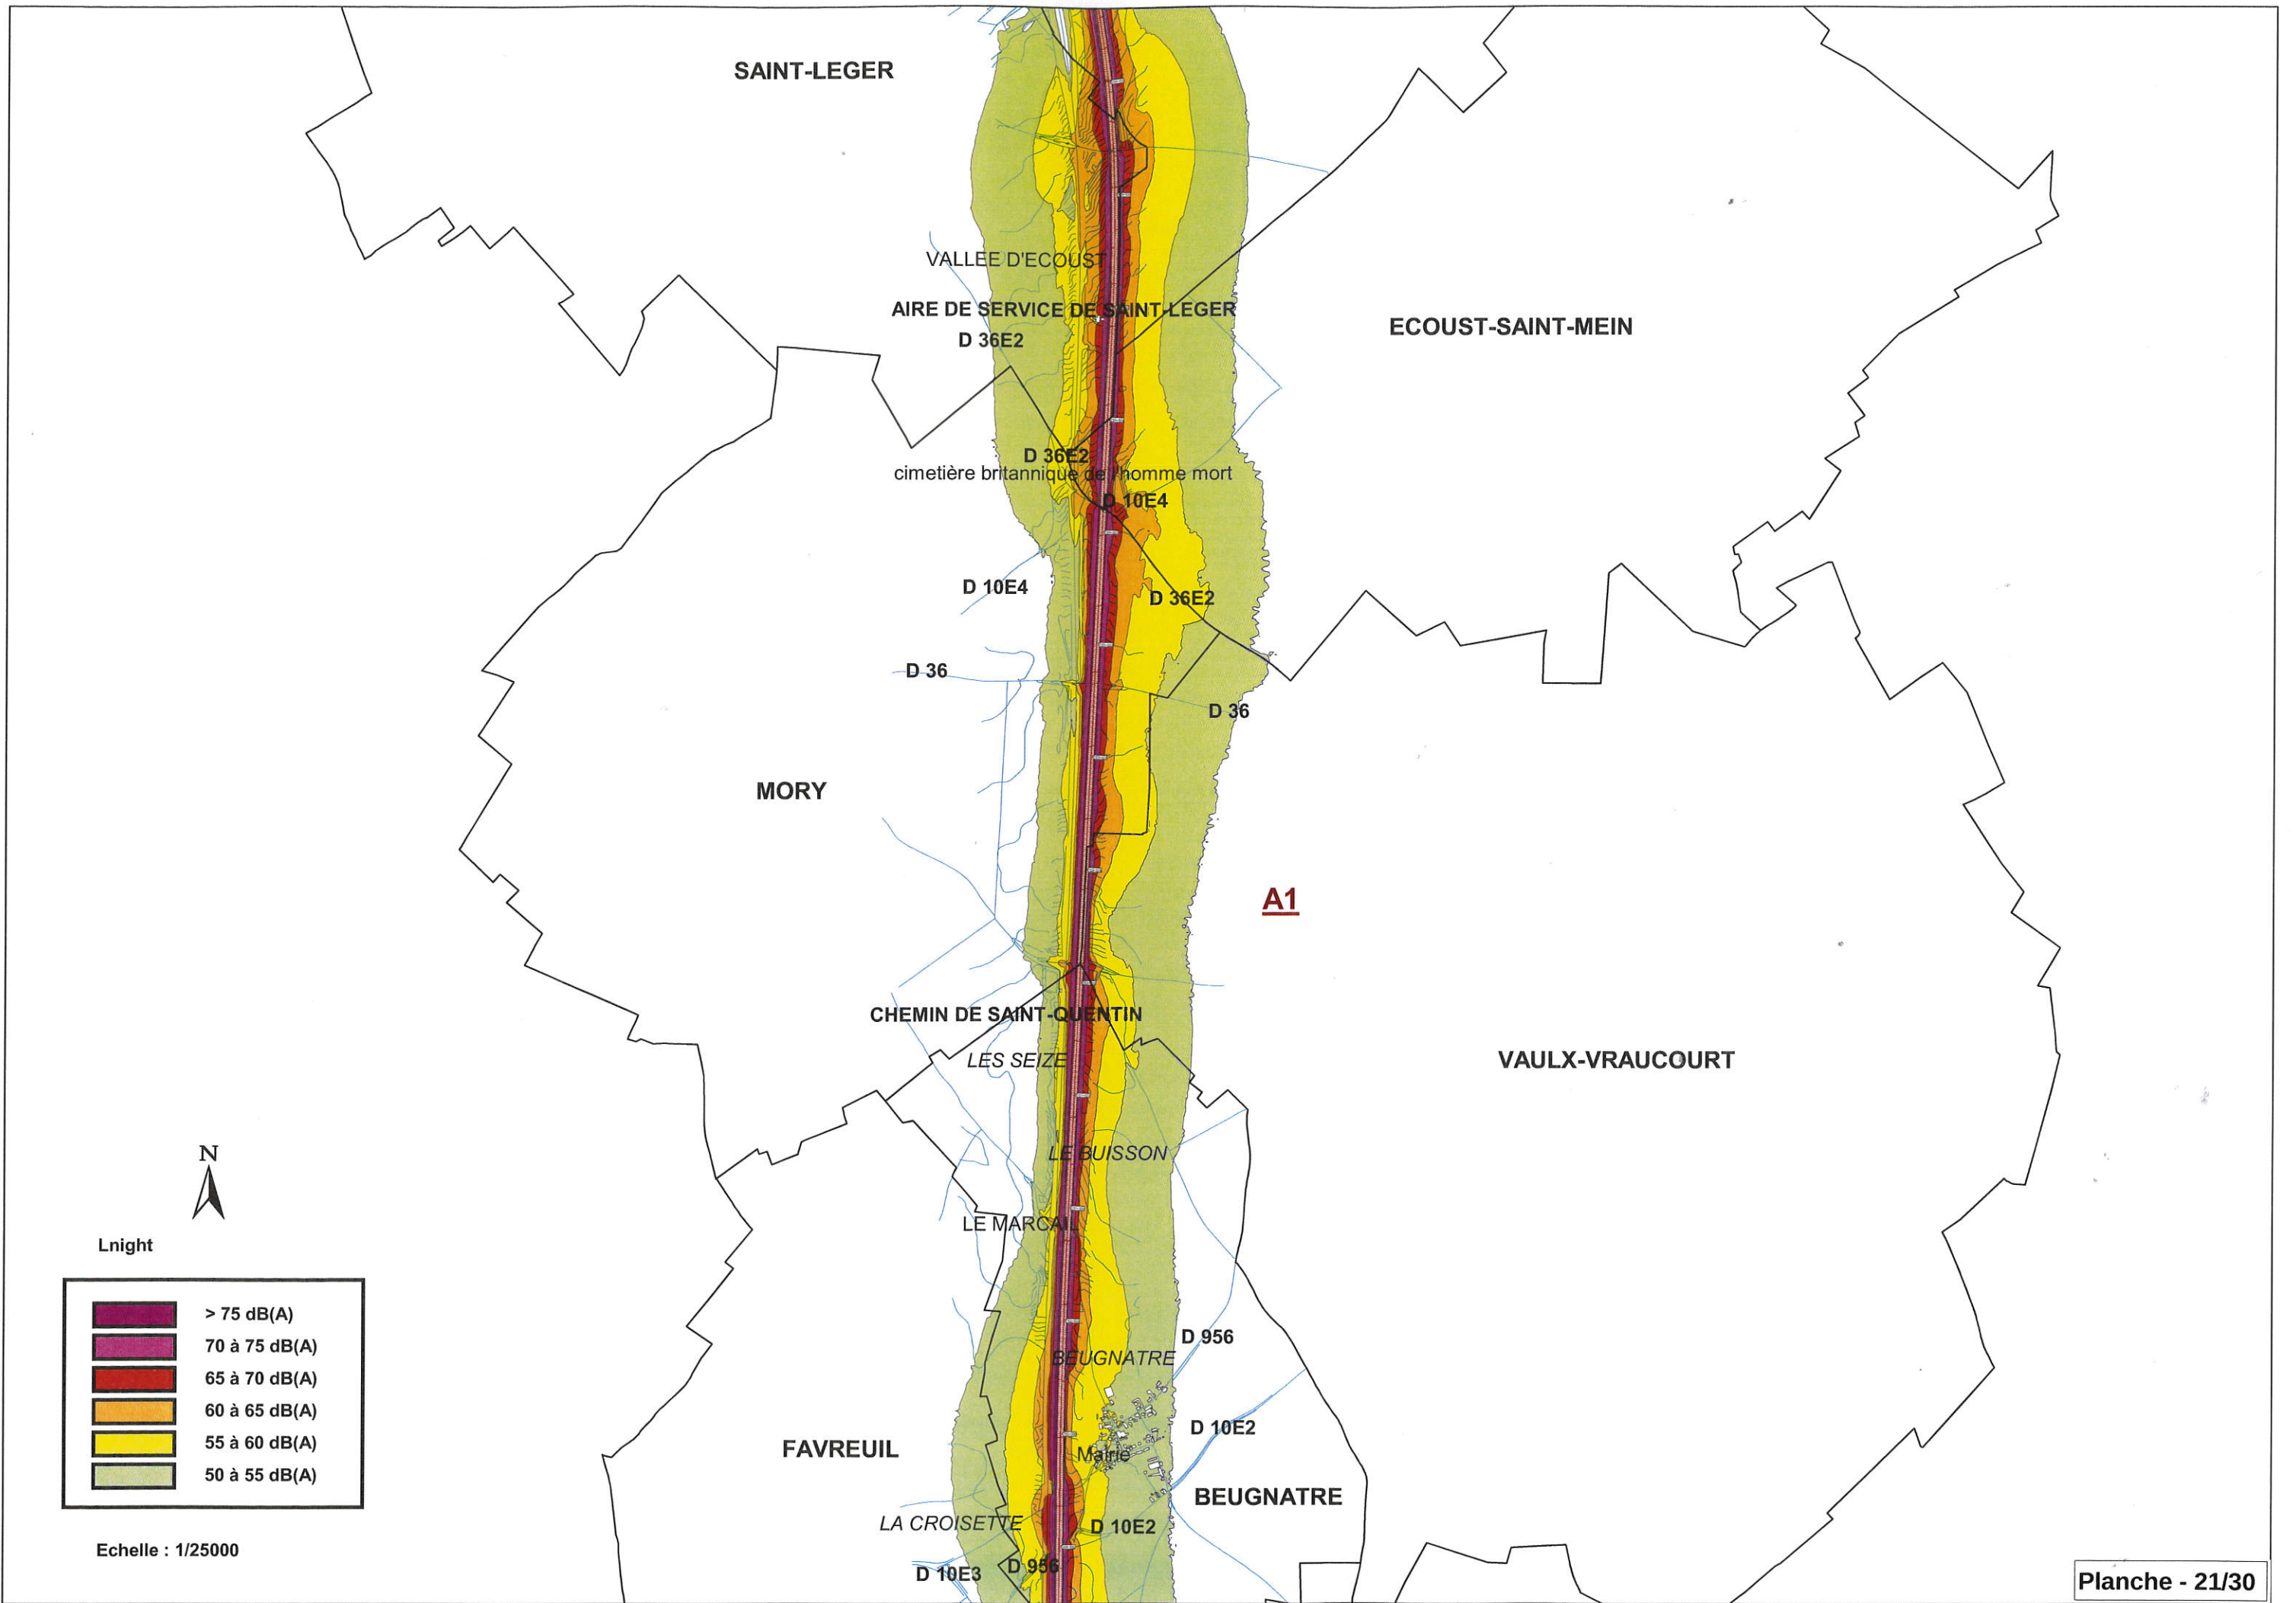 SAINT-LEGER
VALLEE D'ECOUST
AIRE DE SERVICE DE SAINT-LEGER
ECOUST-SAINT-MEIN
D 36E2
D 36E2
cimetière britannique de l'homme mort
D 10E4
D 10E4
D 36E2
D 36
D 36
MORY
A1
CHEMIN DE SAINT-QUENTIN
LES SEIZE
VAULX-VRAUCOURT
LE BUISSON
LE MARCAIL
N
Lnight
> 75 dB(A)
70 à 75 dB(A)
65 à 70 dB(A)
60 à 65 dB(A)
55 à 60 dB(A)
50 à 55 dB(A)
Echelle : 1/25000
D 956
BEUGNATRE
D 10E2
FAVREUIL
Mairie
BEUGNATRE
LA CROISETTE
D 10E2
D 956
D 10E3
Planche - 21/30